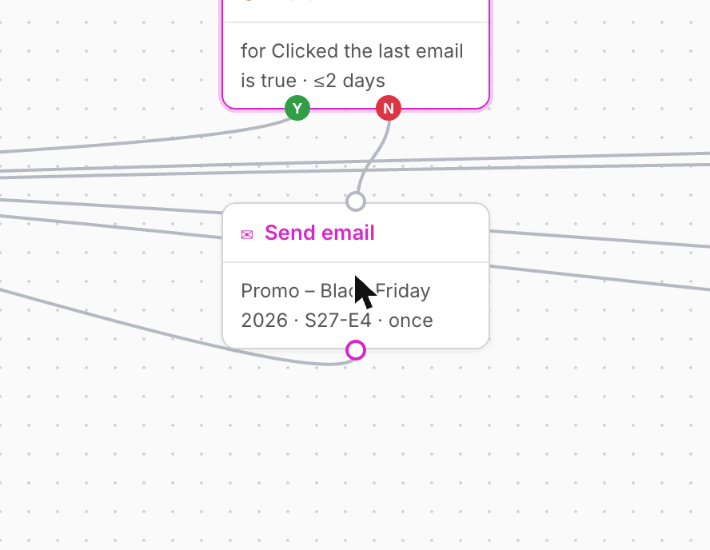 for Clicked the last email
is true · ≤2 days
Y
N
Send email
Promo – Black Friday
2026 · S27-E4 · once